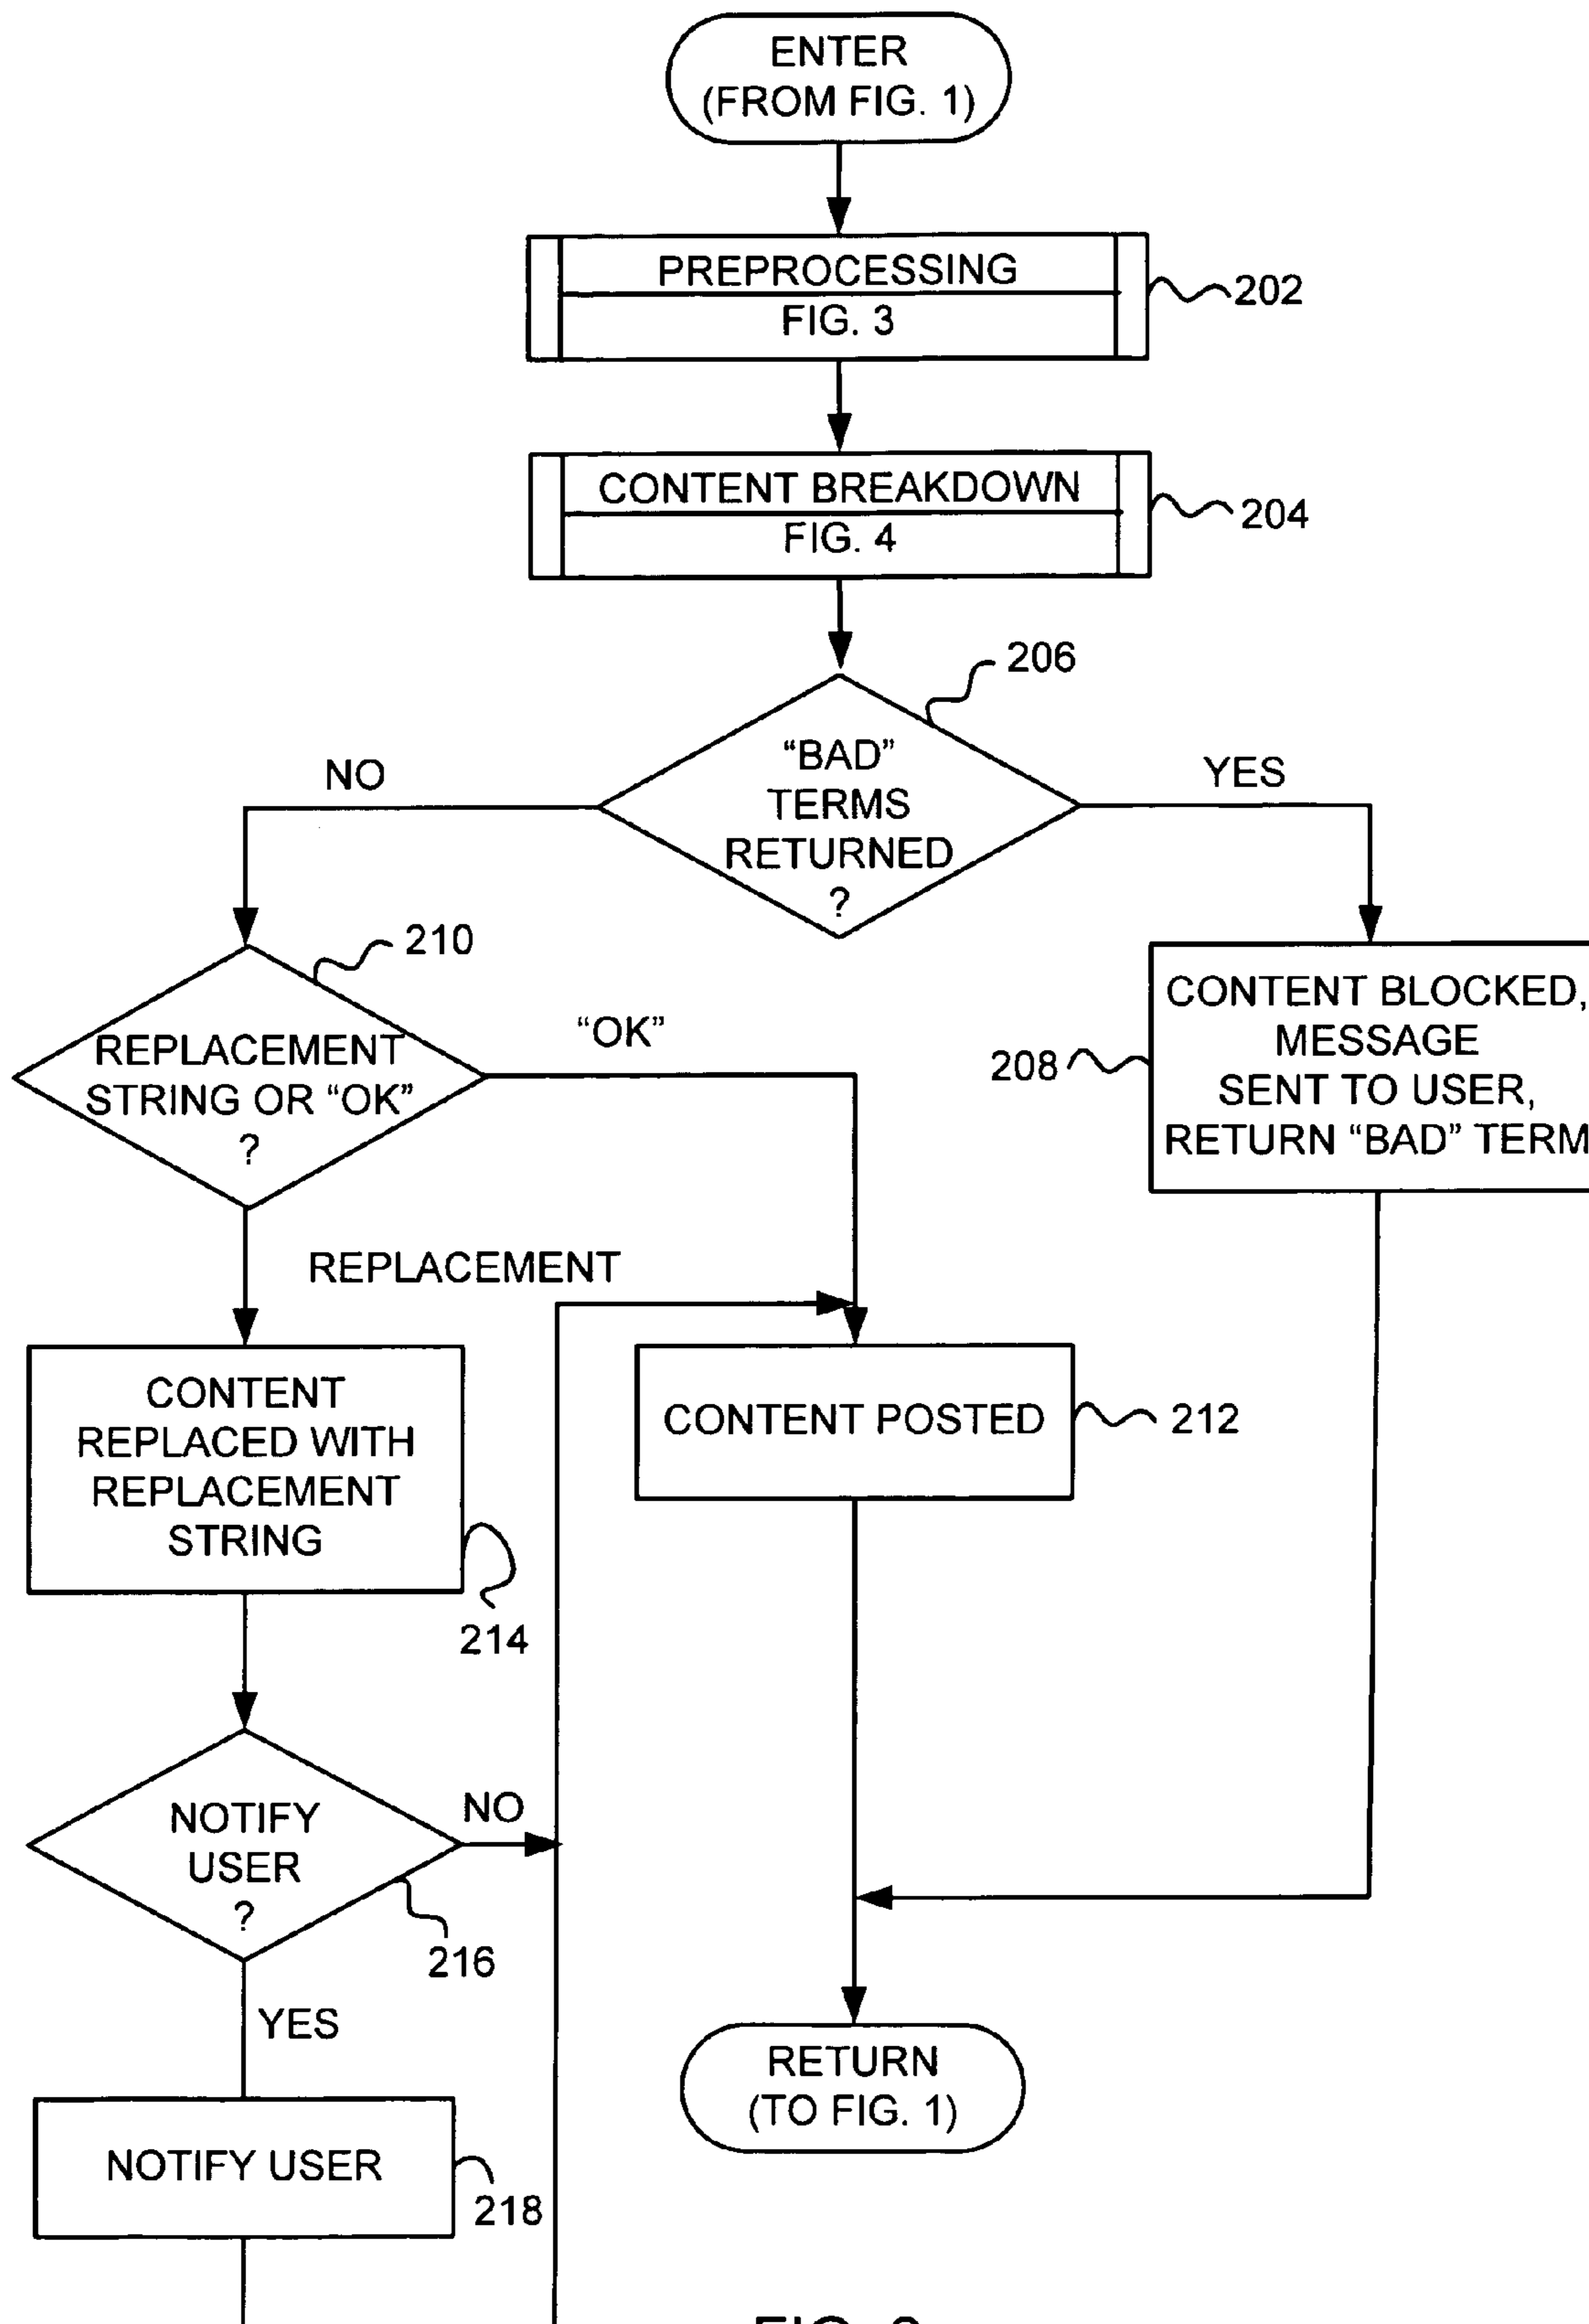 ENTER
(FROM FIG. 1)
PREPROCESSING
FIG. 3
202
CONTENT BREAKDOWN
FIG. 4
204
206
“BAD”
TERMS
RETURNED
?
NO
YES
210
REPLACEMENT
STRING OR “OK”
?
“OK”
CONTENT BLOCKED,
MESSAGE
SENT TO USER,
RETURN “BAD” TERM
208
REPLACEMENT
CONTENT
REPLACED WITH
REPLACEMENT
STRING
214
CONTENT POSTED
212
NOTIFY
USER
?
NO
216
YES
RETURN
(TO FIG. 1)
NOTIFY USER
218